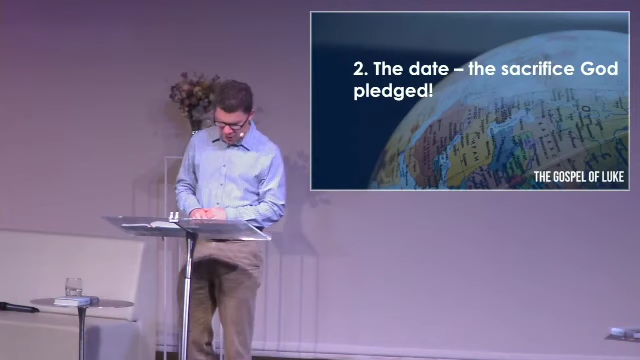 2. The date – the sacrifice God
pledged!
THE GOSPEL OF LUKE